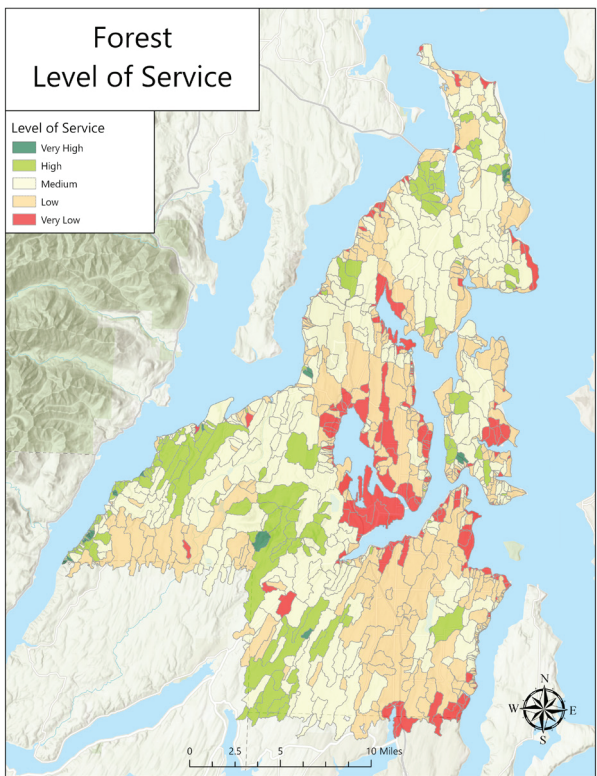 Forest
Level of Service
Level of Service
Very High
High
Medium
Low
Very Low
N
W
E
S
0 2.5 5 10 Miles